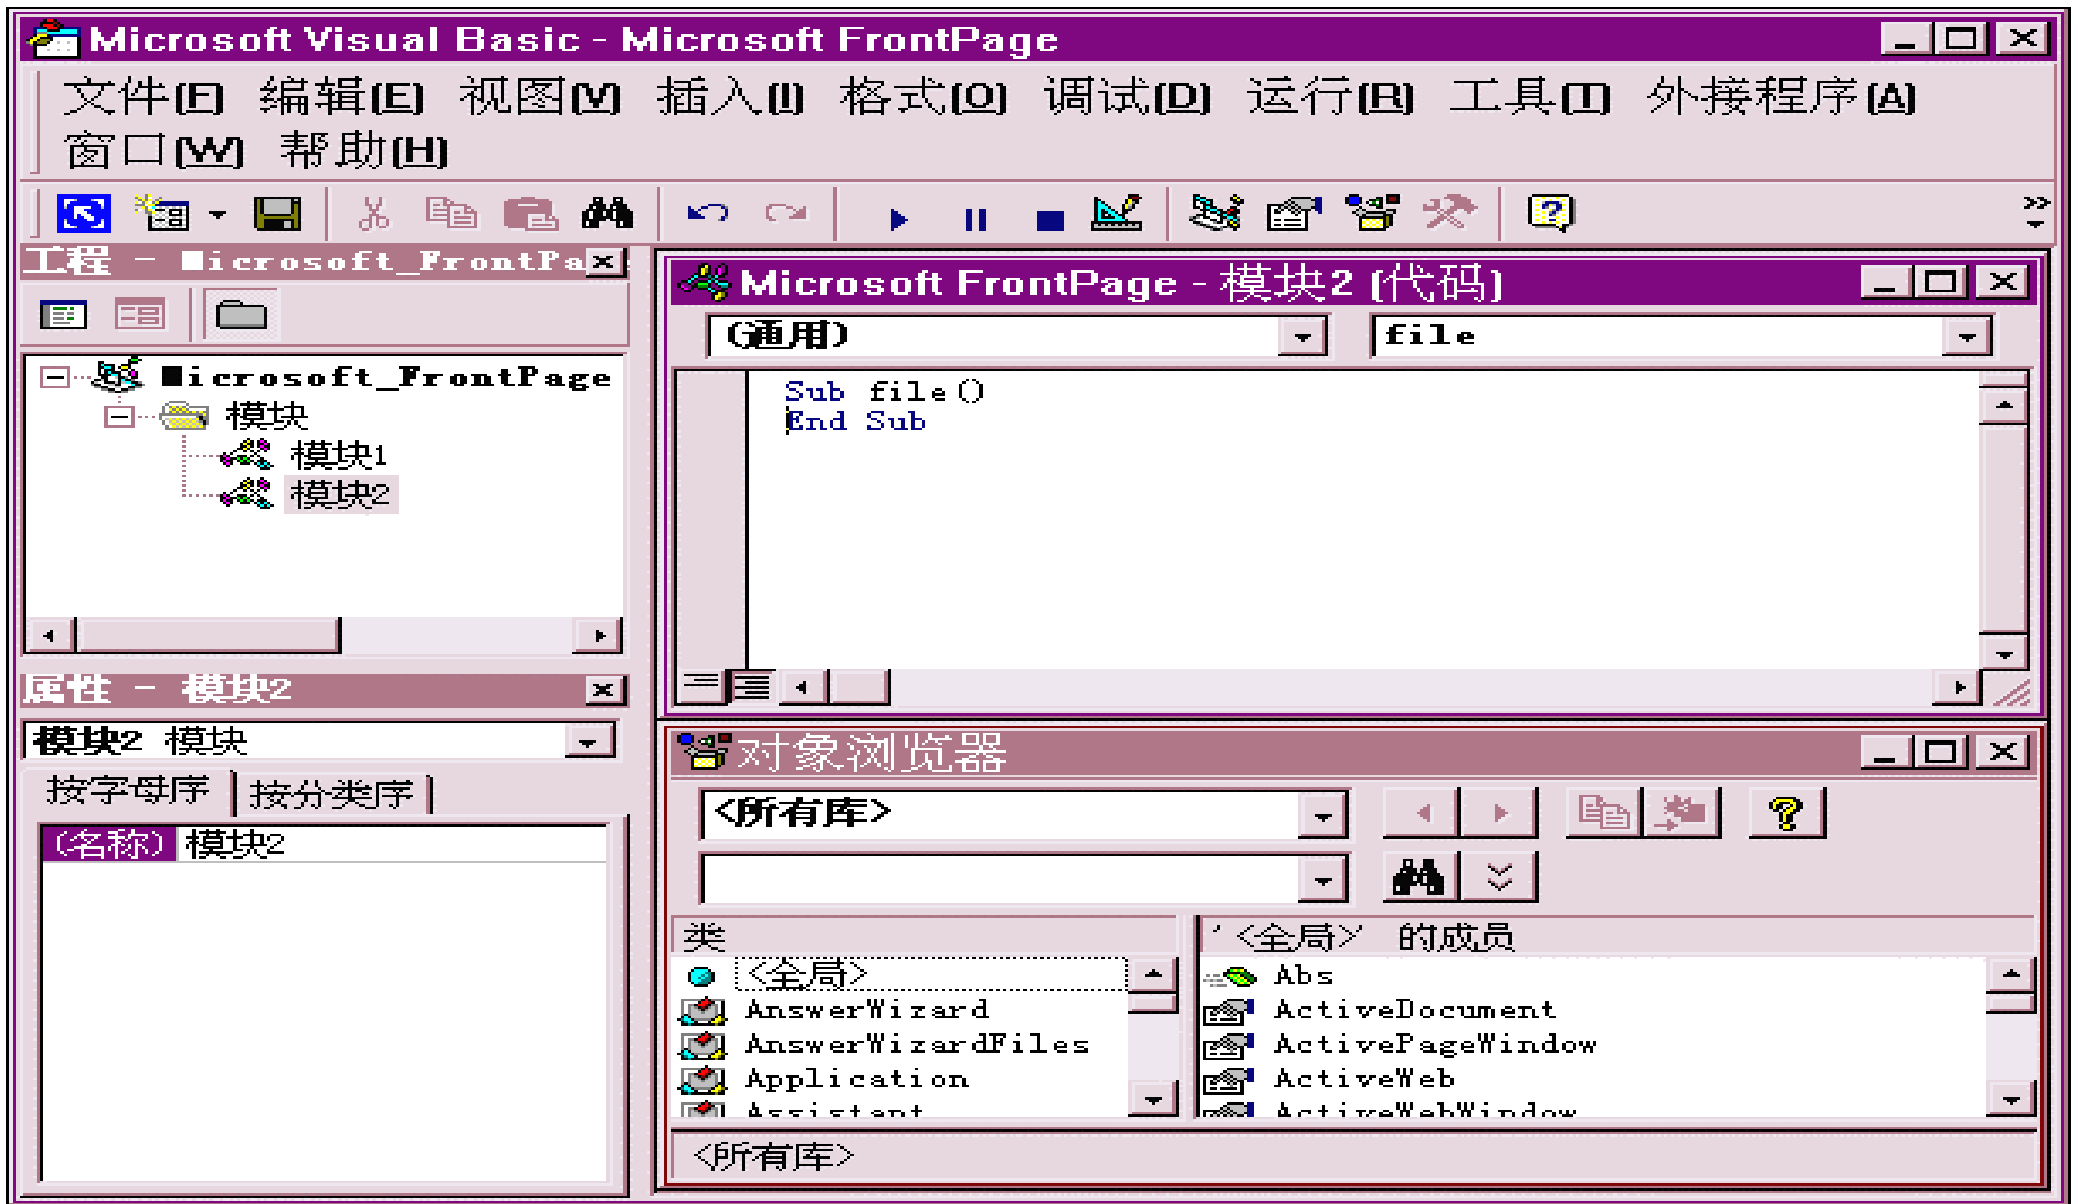 Microsoft Visual Basic - Microsoft FrontPage
文件(F) 编辑(E) 视图(V) 插入(I) 格式(O) 调试(D) 运行(R) 工具(T) 外接程序(A)
窗口(W) 帮助(H)
工程 - Microsoft_FrontPa
Microsoft_FrontPage
模块
模块1
模块2
属性 - 模块2
模块2 模块
按字母序 按分类序
(名称) 模块2
Microsoft FrontPage - 模块2 (代码)
(通用) file
Sub file()
End Sub
对象浏览器
<所有库>
类
<全局>
AnswerWizard
AnswerWizardFiles
Application
Assistant
'<全局>' 的成员
Abs
ActiveDocument
ActivePageWindow
ActiveWeb
ActiveWebWindow
<所有库>